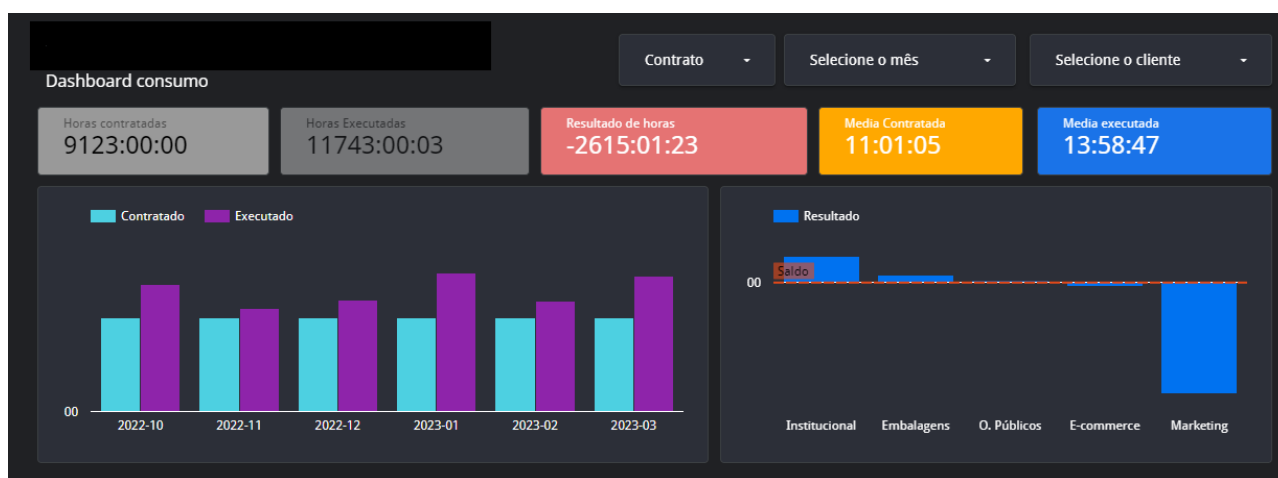 Dashboard consumo
Contrato
Selecione o mês
Selecione o cliente
Horas contratadas
9123:00:00
Horas Executadas
11743:00:03
Resultado de horas
-2615:01:23
Media Contratada
11:01:05
Media executada
13:58:47
Contratado Executado
00
2022-10 2022-11 2022-12 2023-01 2023-02 2023-03
Resultado
Saldo
00
Institucional Embalagens O. Públicos E-commerce Marketing